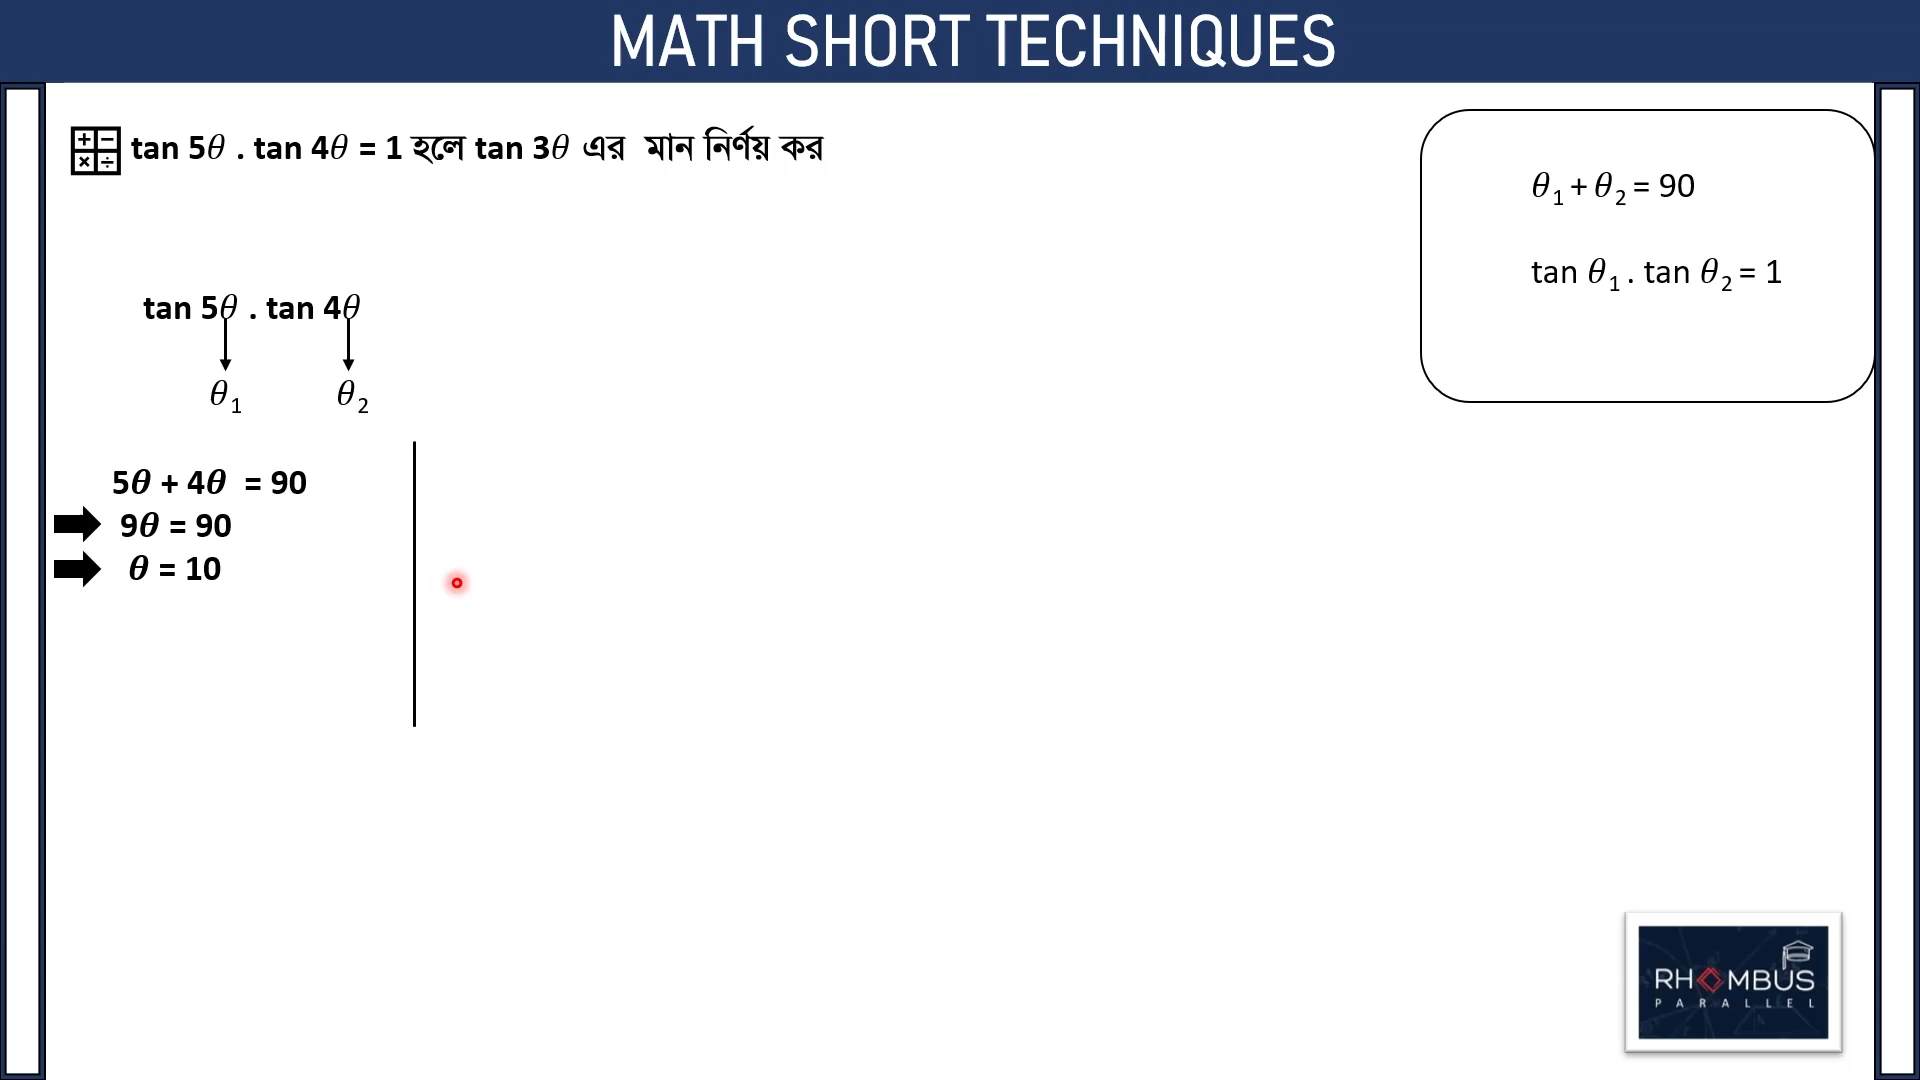 MATH SHORT TECHNIQUES
tan 5θ . tan 4θ = 1 হলে tan 3θ এর মান নির্ণয় কর
θ₁ + θ₂ = 90
tan θ₁ . tan θ₂ = 1
tan 5θ . tan 4θ
θ₁ θ₂
5θ + 4θ = 90
9θ = 90
θ = 10
RHOMBUS
PARALLEL